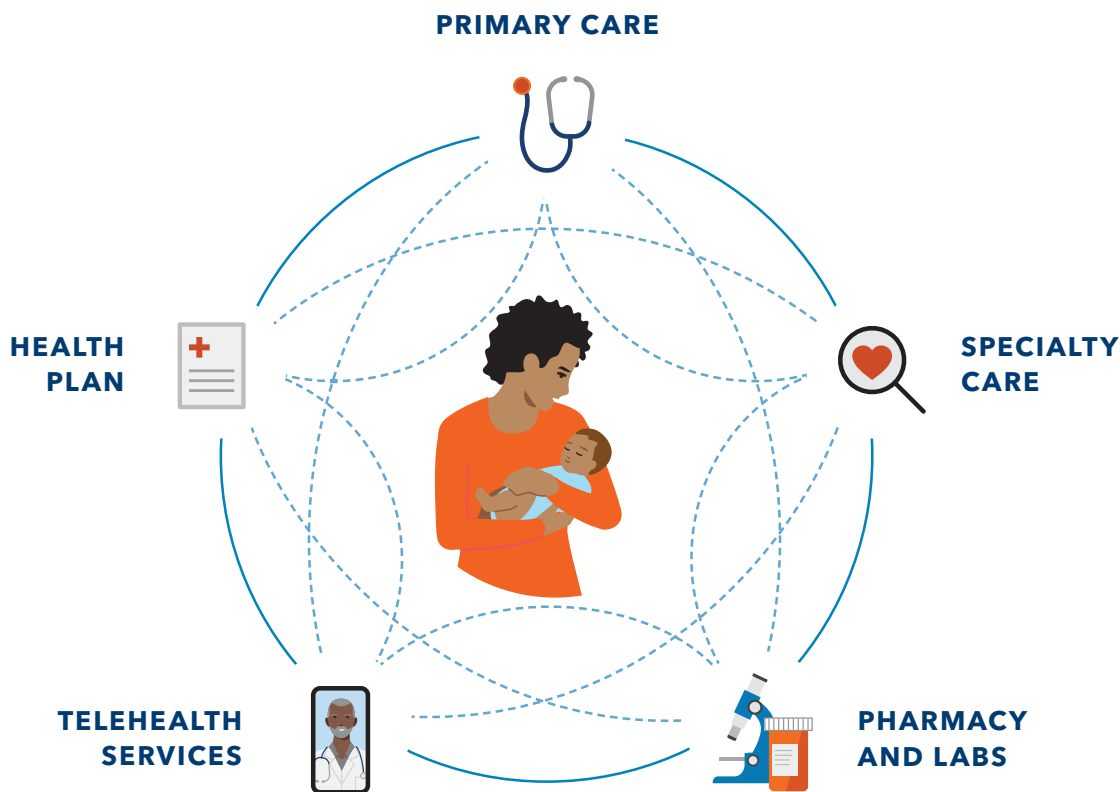 PRIMARY CARE
HEALTH
PLAN
SPECIALTY
CARE
TELEHEALTH
SERVICES
PHARMACY
AND LABS